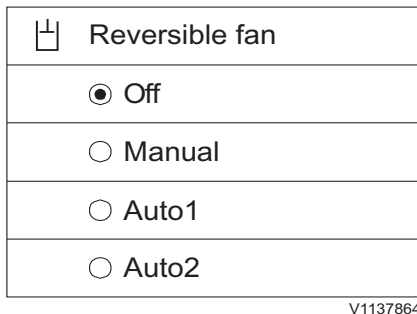 Reversible fan
Off
Manual
Auto1
Auto2
V1137864